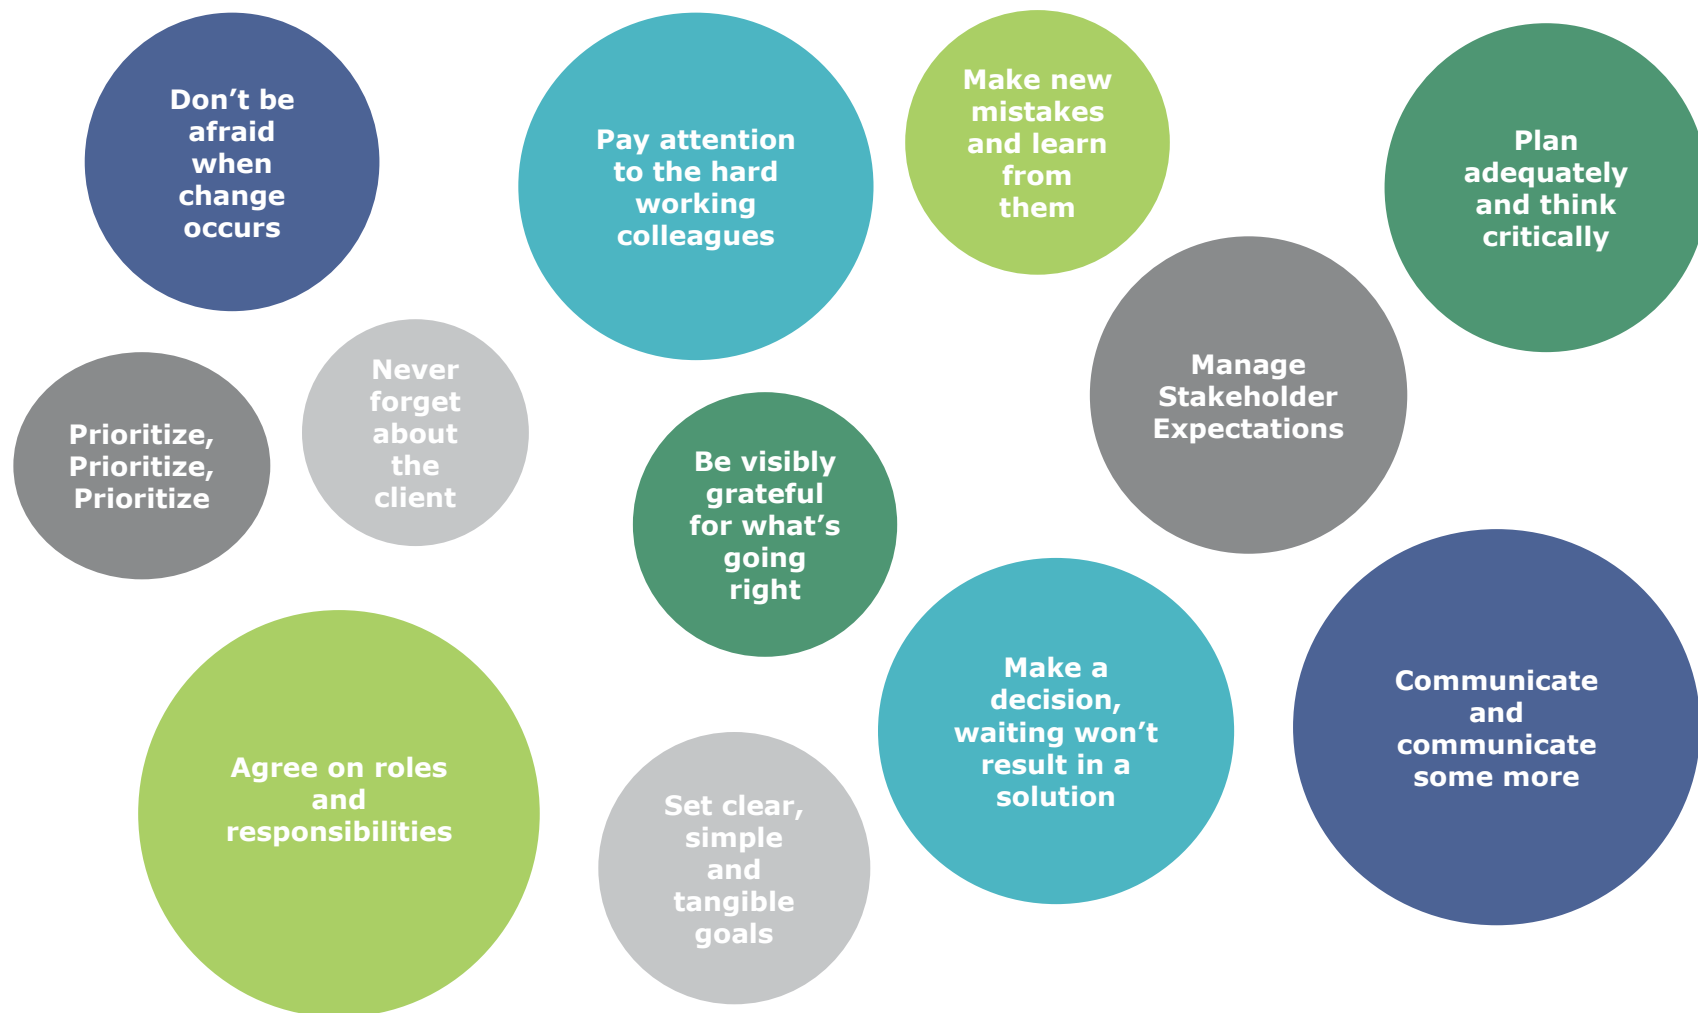 Don’t be
afraid
when
change
occurs
Pay attention
to the hard
working
colleagues
Make new
mistakes
and learn
from
them
Plan
adequately
and think
critically
Prioritize,
Prioritize,
Prioritize
Never
forget
about
the
client
Be visibly
grateful
for what’s
going
right
Manage
Stakeholder
Expectations
Agree on roles
and
responsibilities
Set clear,
simple
and
tangible
goals
Make a
decision,
waiting won’t
result in a
solution
Communicate
and
communicate
some more